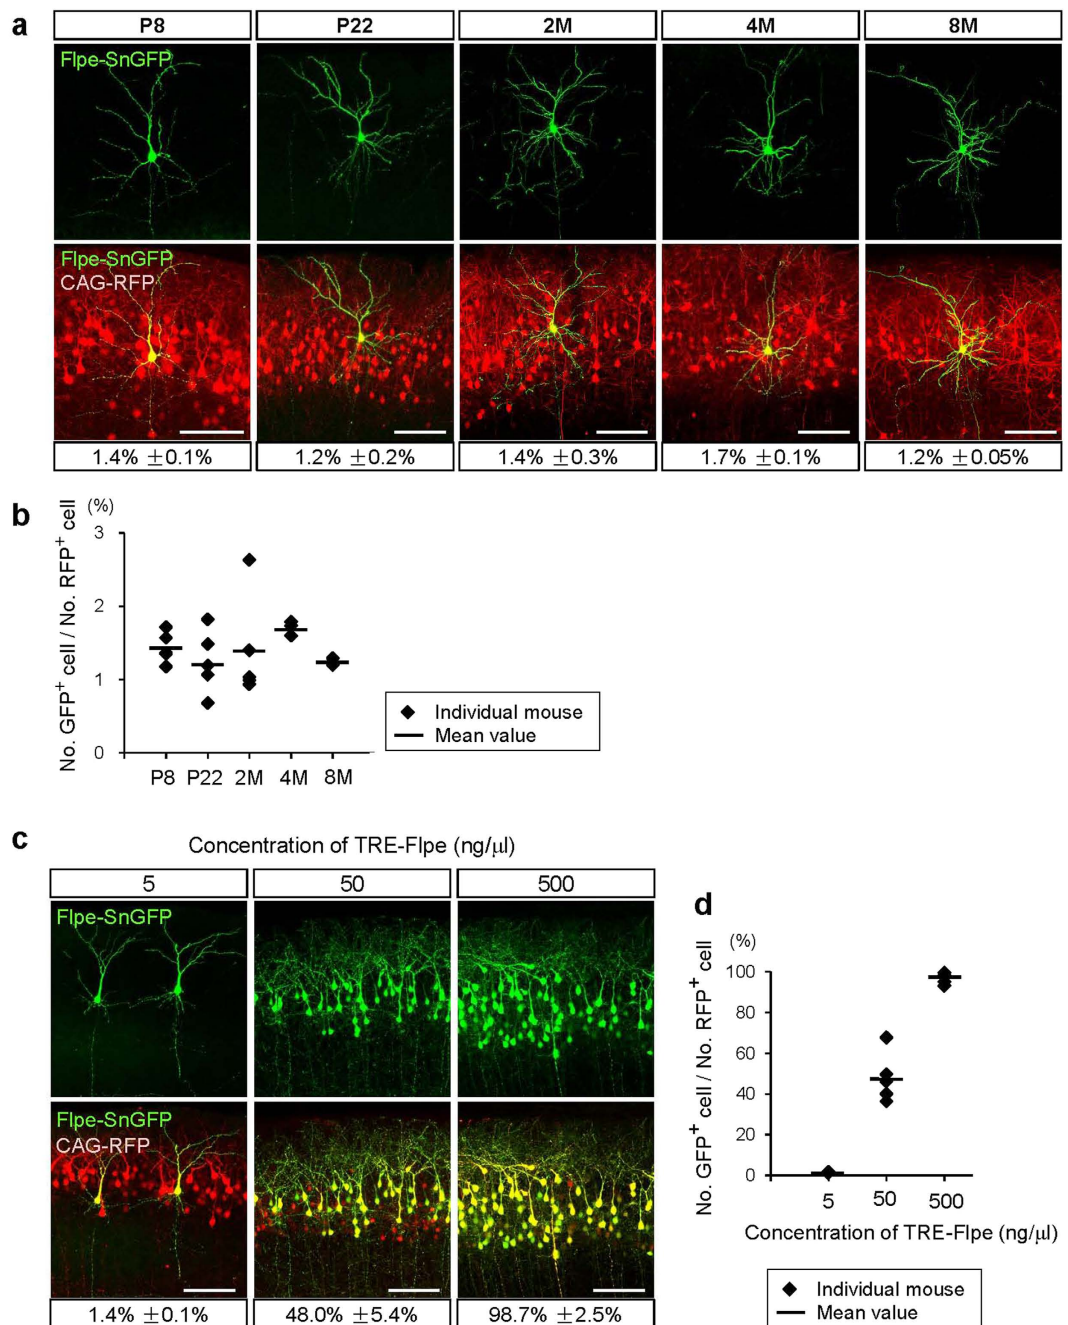 a
P8 P22 2M 4M 8M
Flpe-SnGFP
Flpe-SnGFP
CAG-RFP
1.4% ±0.1% 1.2% ±0.2% 1.4% ±0.3% 1.7% ±0.1% 1.2% ±0.05%
b
(%)
No. GFP⁺ cell / No. RFP⁺ cell
3
2
1
0
P8 P22 2M 4M 8M
Individual mouse
Mean value
c
Concentration of TRE-Flpe (ng/μl)
5 50 500
Flpe-SnGFP
Flpe-SnGFP
CAG-RFP
1.4% ±0.1% 48.0% ±5.4% 98.7% ±2.5%
d
(%)
No. GFP⁺ cell / No. RFP⁺ cell
100
80
60
40
20
0
5 50 500
Concentration of TRE-Flpe (ng/μl)
Individual mouse
Mean value